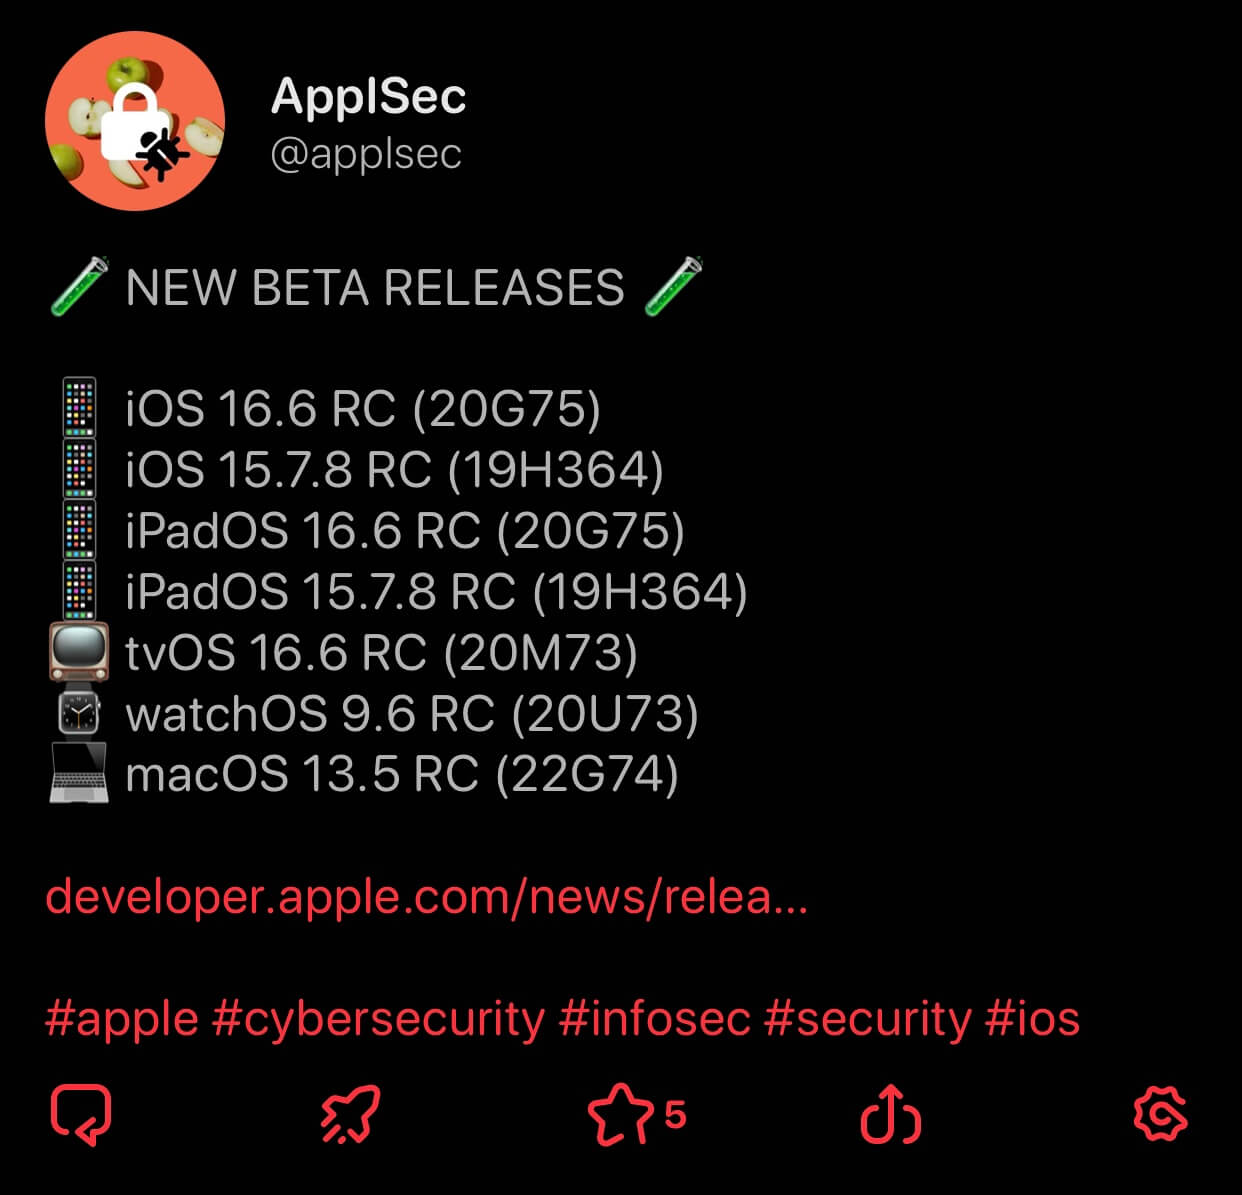 ApplSec
@applsec
🧪 NEW BETA RELEASES 🧪
📱 iOS 16.6 RC (20G75)
📱 iOS 15.7.8 RC (19H364)
📱 iPadOS 16.6 RC (20G75)
📱 iPadOS 15.7.8 RC (19H364)
📺 tvOS 16.6 RC (20M73)
⌚ watchOS 9.6 RC (20U73)
💻 macOS 13.5 RC (22G74)
developer.apple.com/news/relea...
#apple #cybersecurity #infosec #security #ios
5